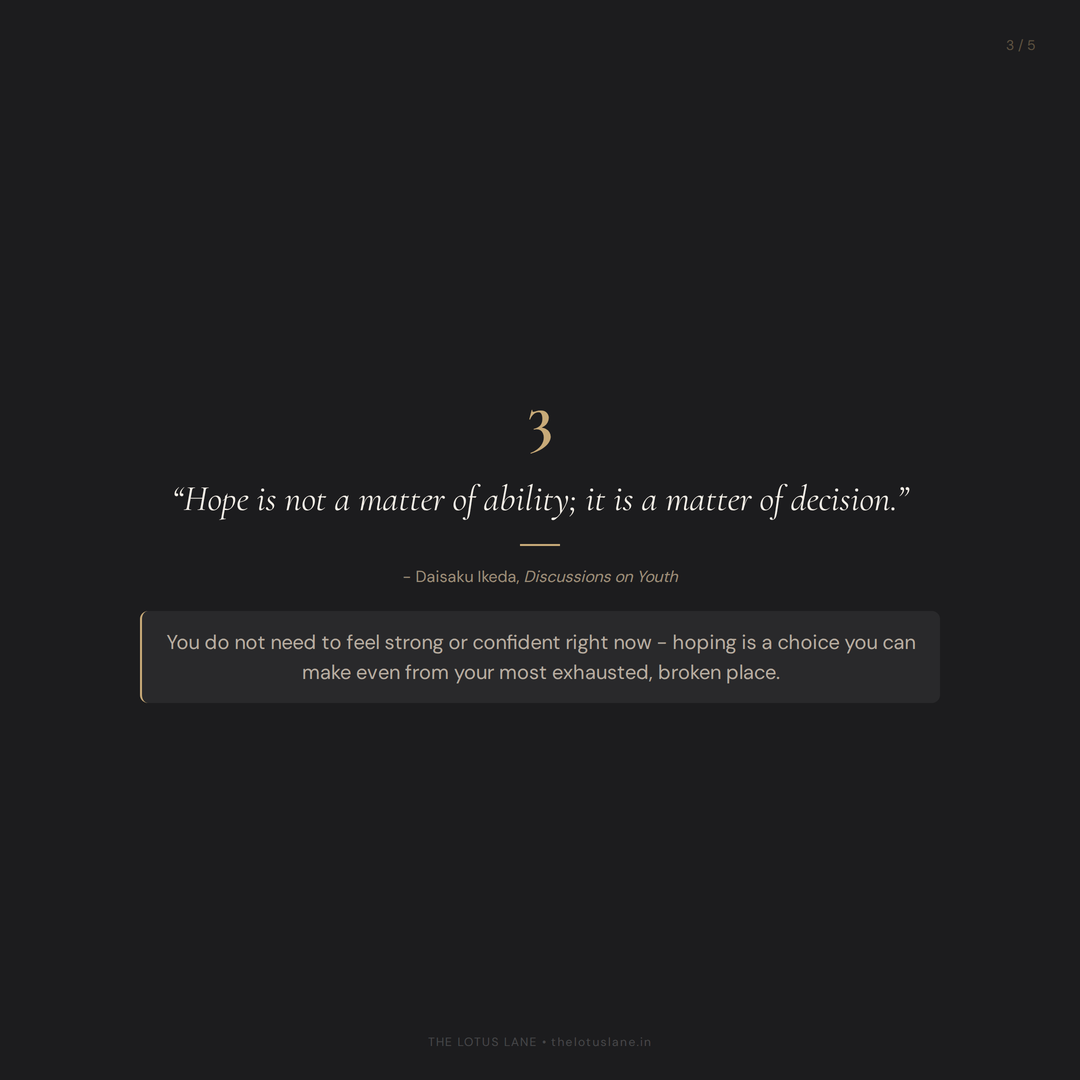 3 / 5
3
“Hope is not a matter of ability; it is a matter of decision.”
– Daisaku Ikeda, Discussions on Youth
You do not need to feel strong or confident right now – hoping is a choice you can
make even from your most exhausted, broken place.
THE LOTUS LANE • thelotuslane.in